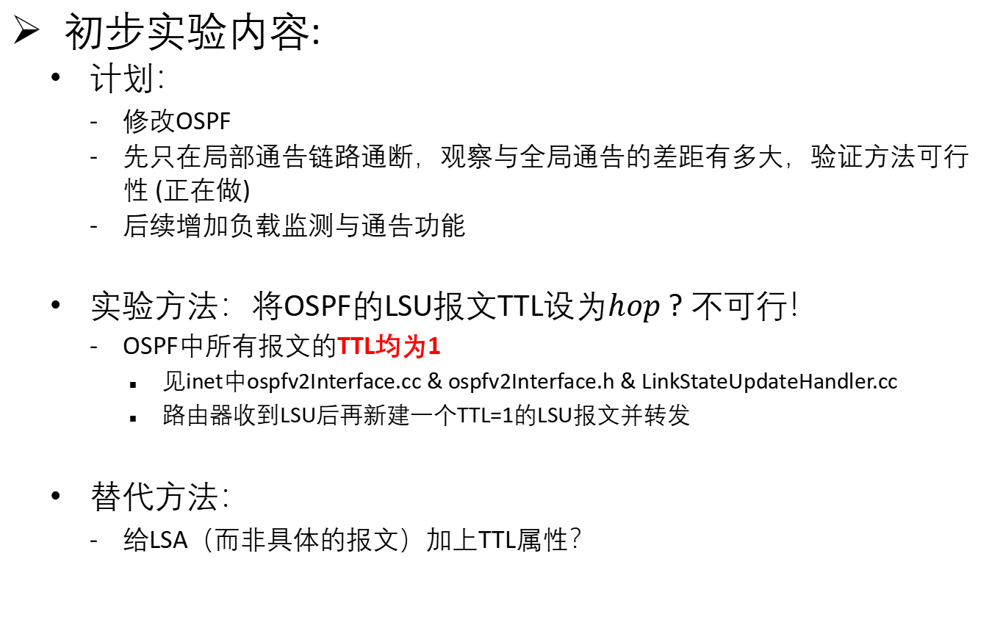 ➢ 初步实验内容:
• 计划：
- 修改OSPF
- 先只在局部通告链路通断，观察与全局通告的差距有多大，验证方法可行
性 (正在做)
- 后续增加负载监测与通告功能
• 实验方法：将OSPF的LSU报文TTL设为hop？不可行！
- OSPF中所有报文的TTL均为1
▪ 见inet中ospfv2Interface.cc & ospfv2Interface.h & LinkStateUpdateHandler.cc
▪ 路由器收到LSU后再新建一个TTL=1的LSU报文并转发
• 替代方法：
- 给LSA（而非具体的报文）加上TTL属性？